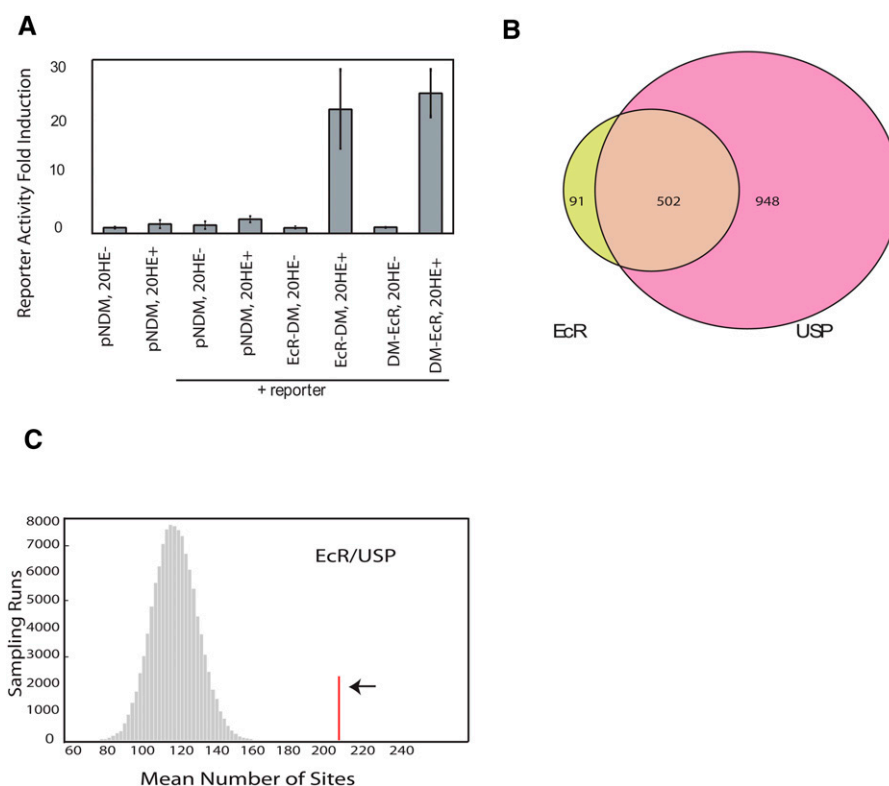 A
Reporter Activity Fold Induction
30
20
10
0
pNDM, 20HE-
pNDM, 20HE+
pNDM, 20HE-
pNDM, 20HE+
EcR-DM, 20HE-
EcR-DM, 20HE+
DM-EcR, 20HE-
DM-EcR, 20HE+
+ reporter
B
91
502
948
EcR
USP
C
Sampling Runs
8000
7000
6000
5000
4000
3000
2000
1000
0
EcR/USP
60 80 100 120 140 160 180 200 220 240
Mean Number of Sites